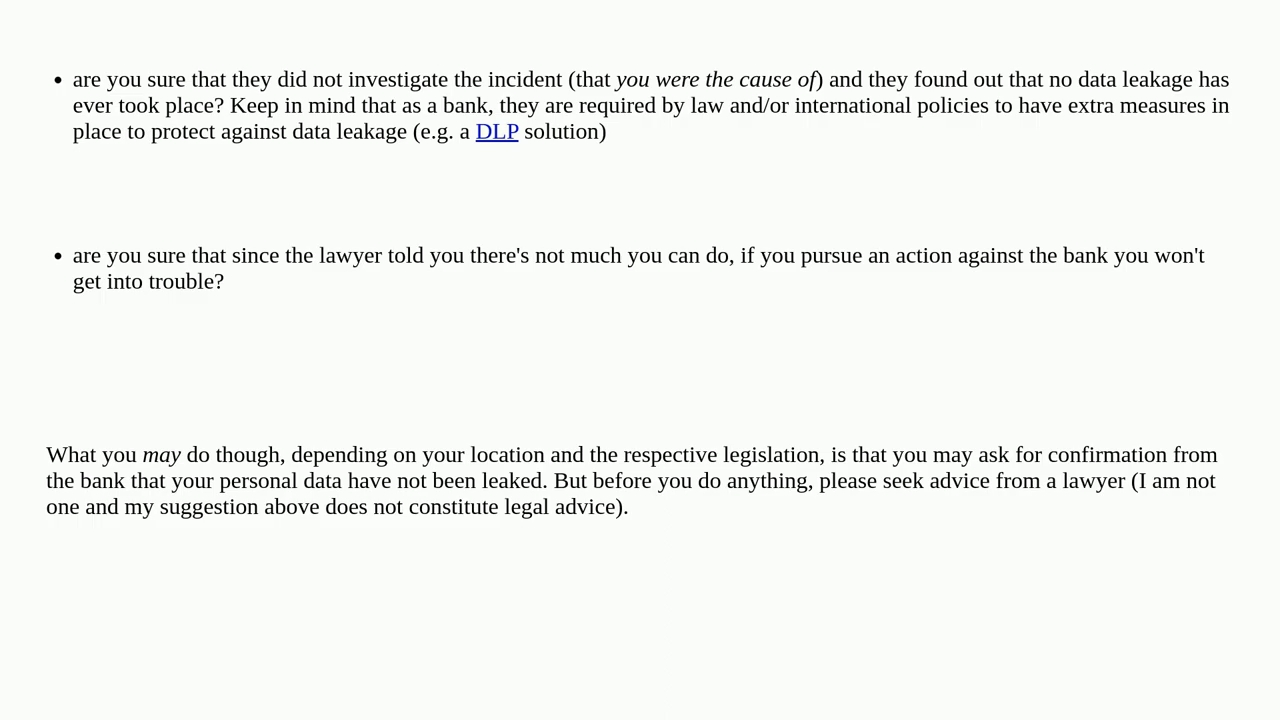 • are you sure that they did not investigate the incident (that you were the cause of) and they found out that no data leakage has
ever took place? Keep in mind that as a bank, they are required by law and/or international policies to have extra measures in
place to protect against data leakage (e.g. a DLP solution)
• are you sure that since the lawyer told you there's not much you can do, if you pursue an action against the bank you won't
get into trouble?
What you may do though, depending on your location and the respective legislation, is that you may ask for confirmation from
the bank that your personal data have not been leaked. But before you do anything, please seek advice from a lawyer (I am not
one and my suggestion above does not constitute legal advice).